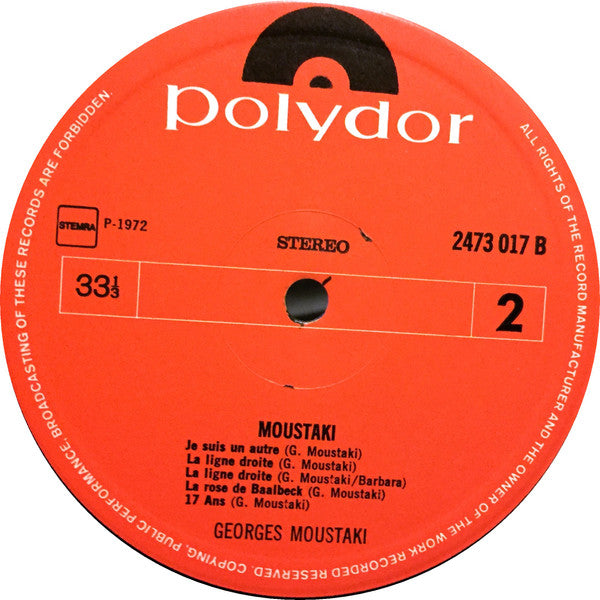 polydor
STEMRA
P-1972
STEREO
2473 017 B
33 1/3
2
MOUSTAKI
Je suis un autre (G. Moustaki)
La ligne droite (G. Moustaki)
La ligne droite (G. Moustaki/Barbara)
La rose de Baalbeck (G. Moustaki)
17 Ans (G. Moustaki)
GEORGES MOUSTAKI
ALL RIGHTS OF THE RECORD MANUFACTURER AND THE OWNER OF THE WORK RECORDED RESERVED. COPYING, PUBLIC PERFORMANCE, BROADCASTING OF THESE RECORDS ARE FORBIDDEN.